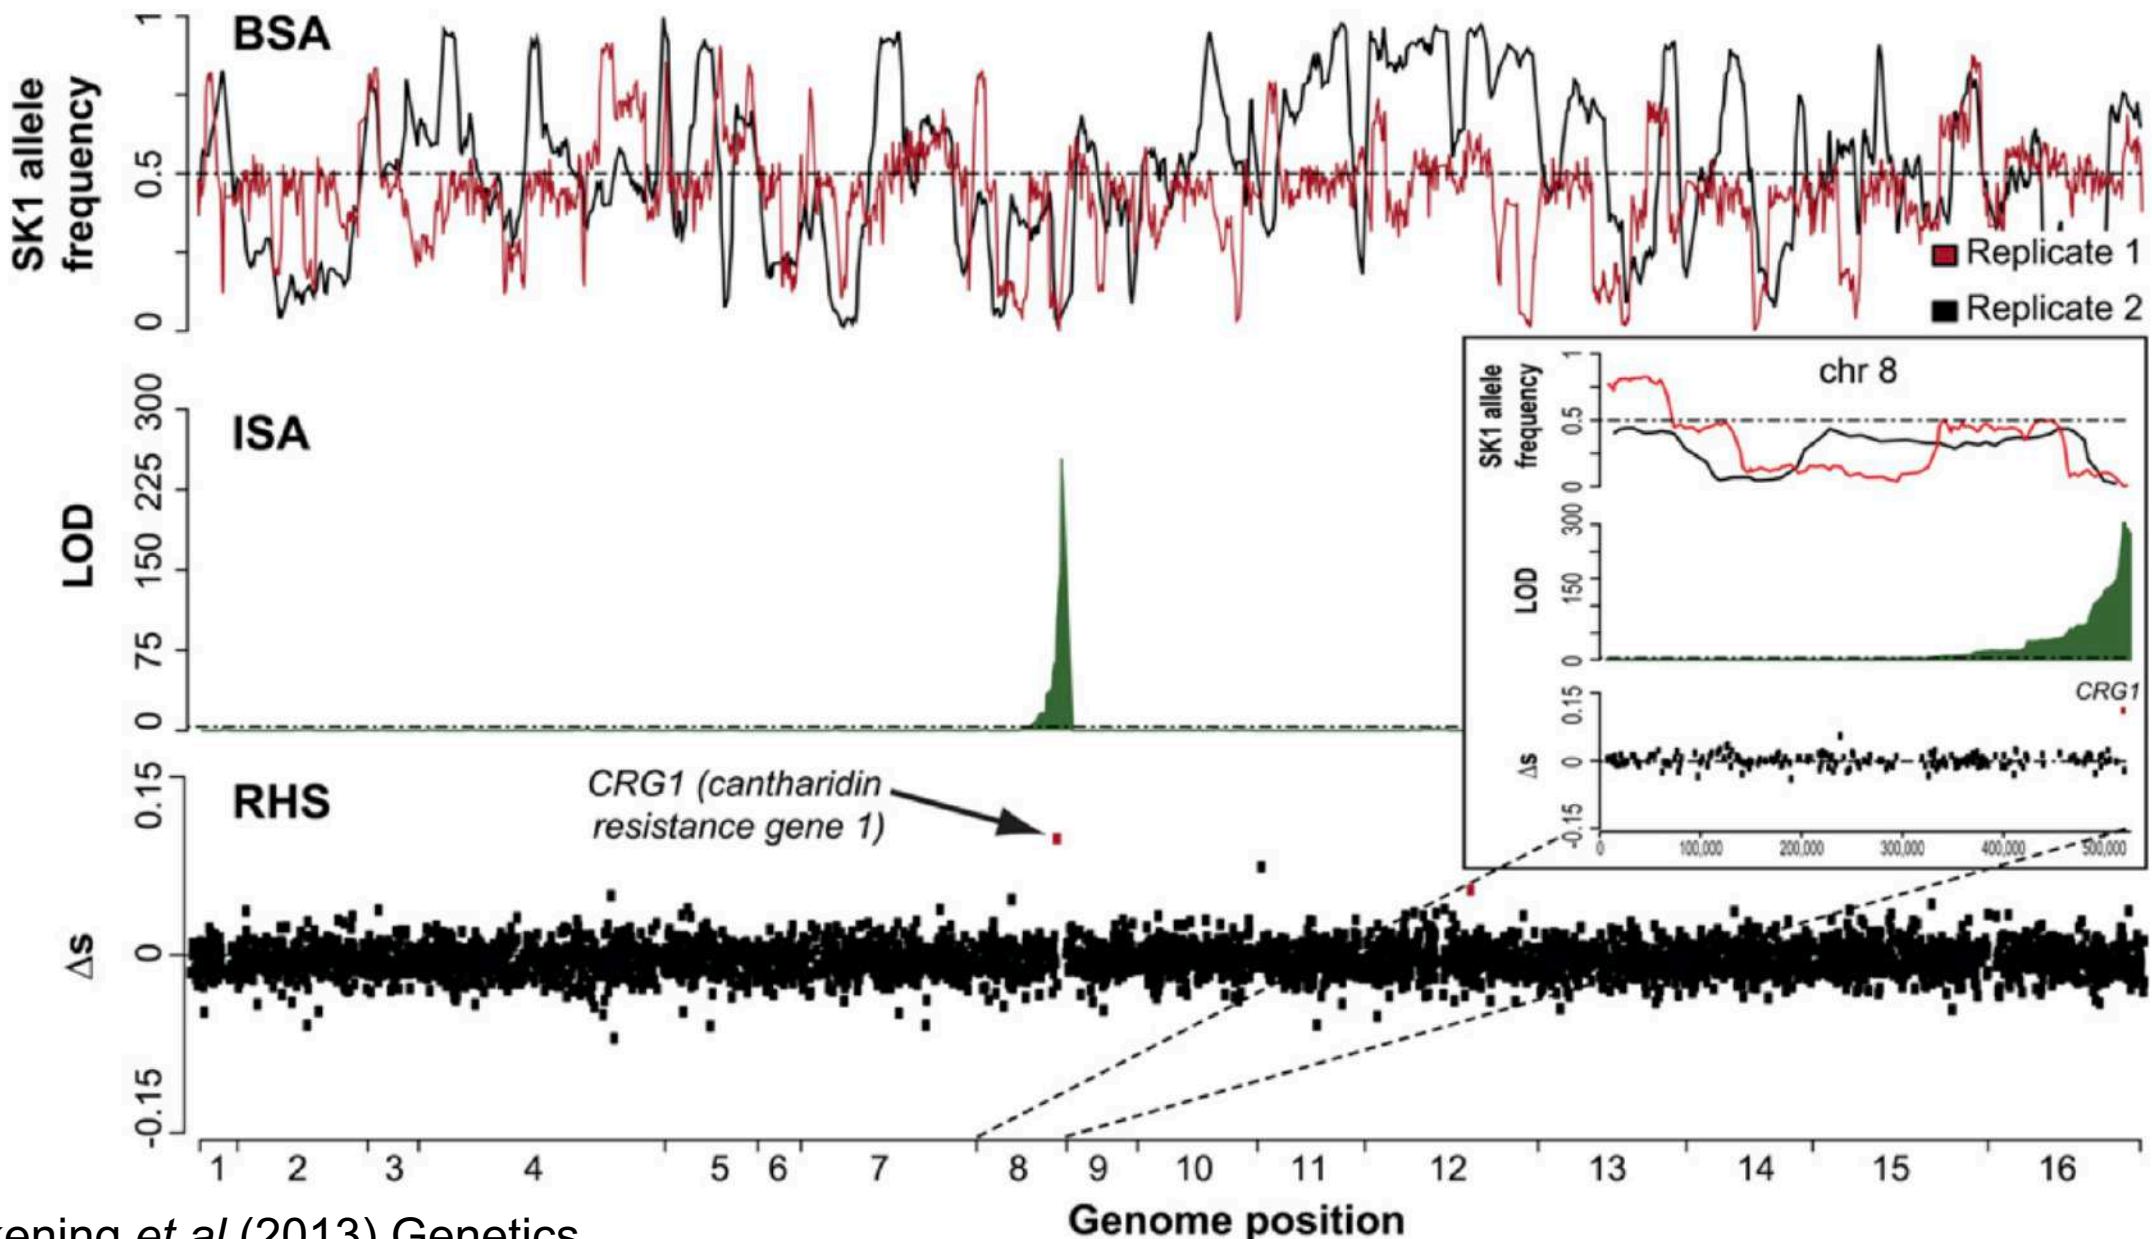 BSA
SK1 allele
frequency
1
0.5
0
Replicate 1
Replicate 2
ISA
LOD
300
225
150
75
0
RHS
CRG1 (cantharidin
resistance gene 1)
Δs
0.15
0
-0.15
chr 8
SK1 allele
frequency
1
0.5
0
LOD
300
150
0
CRG1
Δs
0.15
0
-0.15
0 100,000 200,000 300,000 400,000 500,000
1 2 3 4 5 6 7 8 9 10 11 12 13 14 15 16
Genome position
et al (2013) Genetics